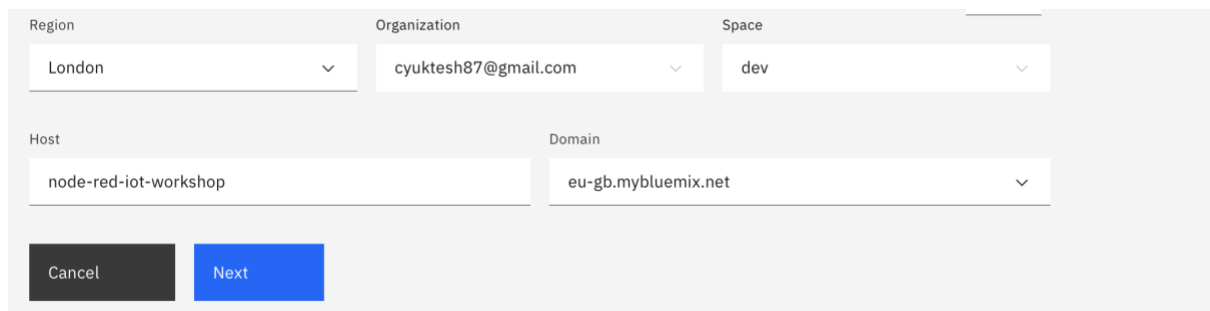 Region Organization Space
London cyuktesh87@gmail.com dev
Host Domain
node-red-iot-workshop eu-gb.mybluemix.net
Cancel Next